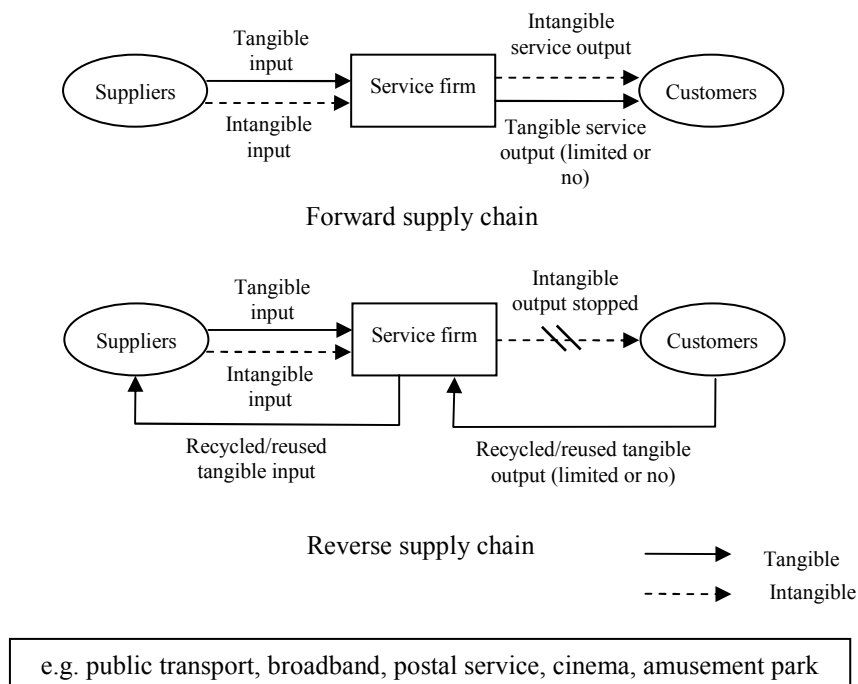 Tangible
input
Intangible
service output
Suppliers
Service firm
Customers
Intangible
input
Tangible service
output (limited or
no)
Forward supply chain
Tangible
input
Intangible
output stopped
Suppliers
Service firm
Customers
Intangible
input
Recycled/reused
tangible input
Recycled/reused tangible
output (limited or no)
Reverse supply chain
Tangible
Intangible
e.g. public transport, broadband, postal service, cinema, amusement park